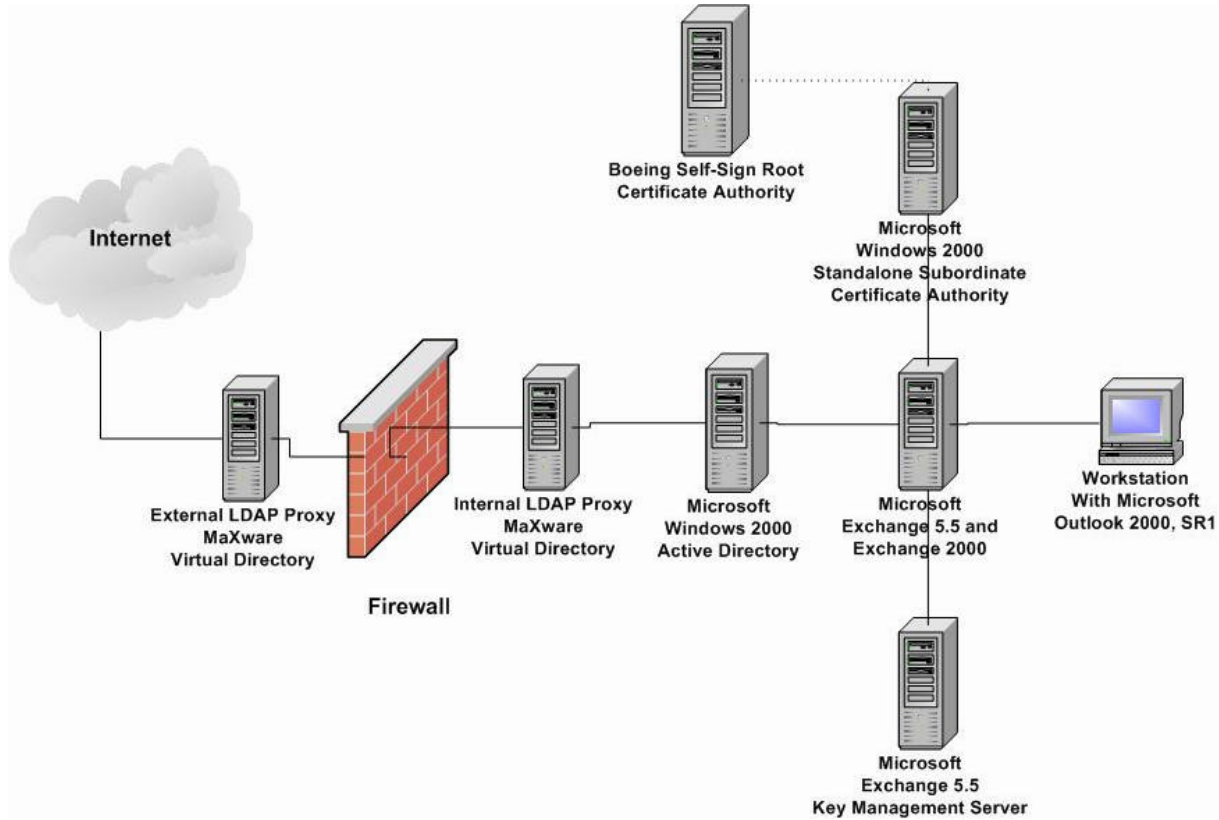 Boeing Self-Sign Root
Certificate Authority
Microsoft
Windows 2000
Standalone Subordinate
Certificate Authority
Internet
External LDAP Proxy
MaXware
Virtual Directory
Firewall
Internal LDAP Proxy
MaXware
Virtual Directory
Microsoft
Windows 2000
Active Directory
Microsoft
Exchange 5.5 and
Exchange 2000
Workstation
With Microsoft
Outlook 2000, SR1
Microsoft
Exchange 5.5
Key Management Server